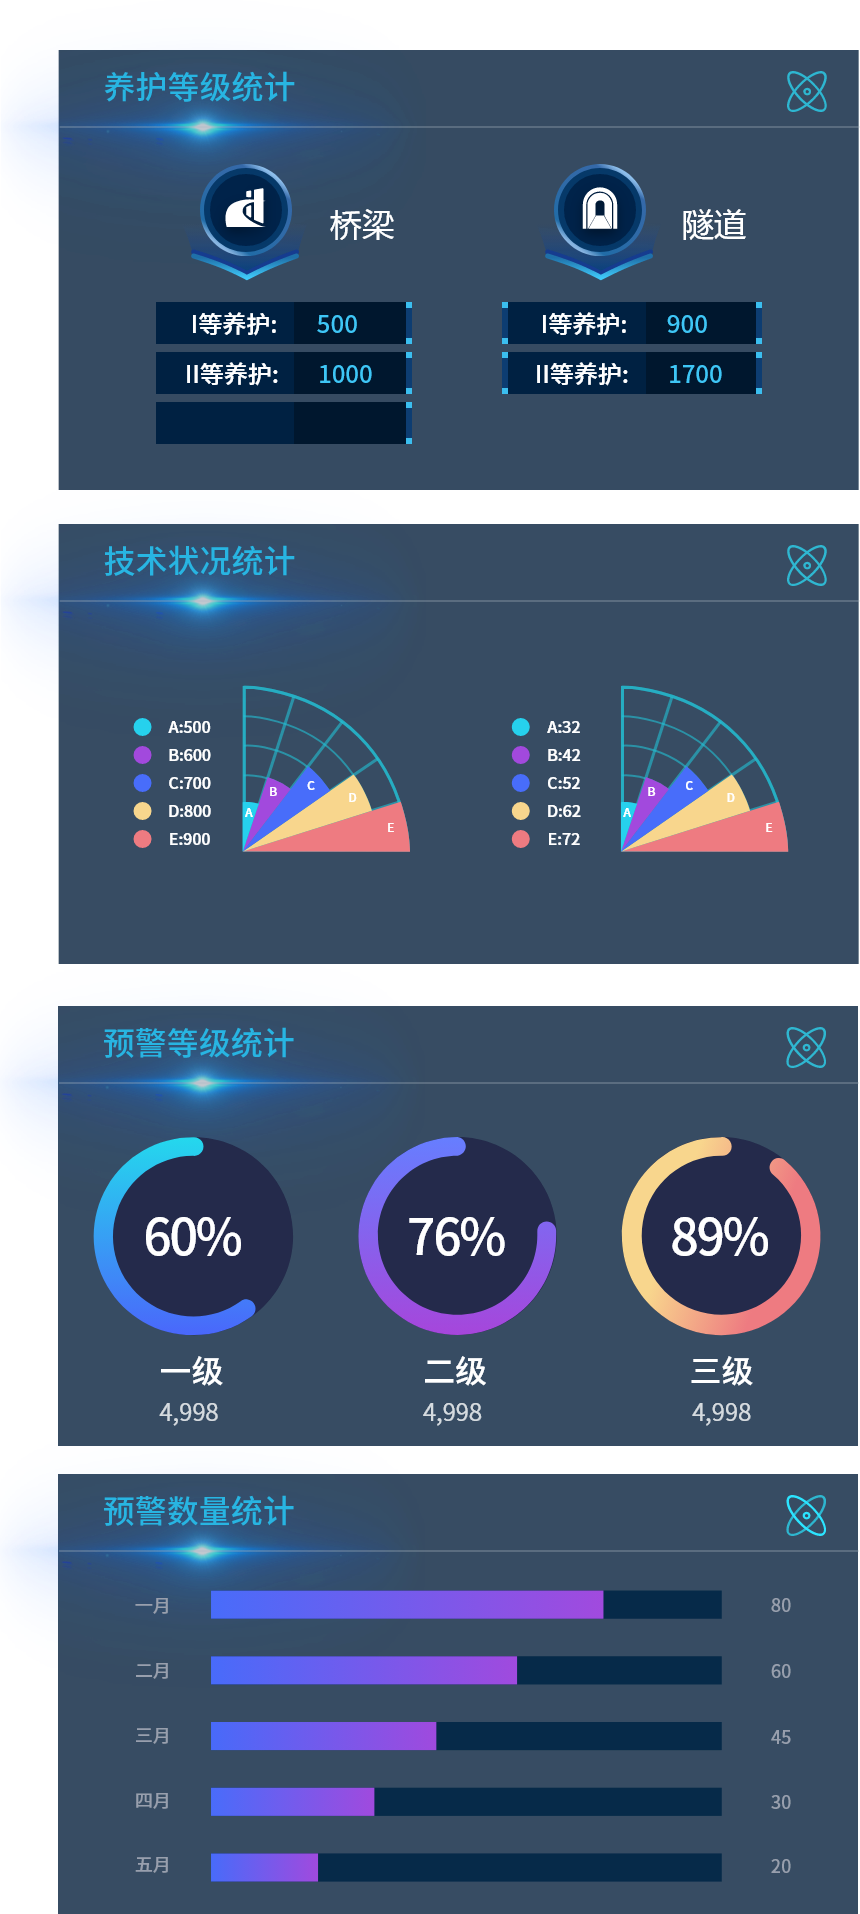 养护等级统计
桥梁
隧道
I等养护: 500
I等养护: 900
II等养护: 1000
II等养护: 1700
技术状况统计
A:500
B:600
C:700
D:800
E:900
A
B
C
D
E
A:32
B:42
C:52
D:62
E:72
A
B
C
D
E
预警等级统计
60%
76%
89%
一级
二级
三级
4,998
4,998
4,998
预警数量统计
一月 80
二月 60
三月 45
四月 30
五月 20